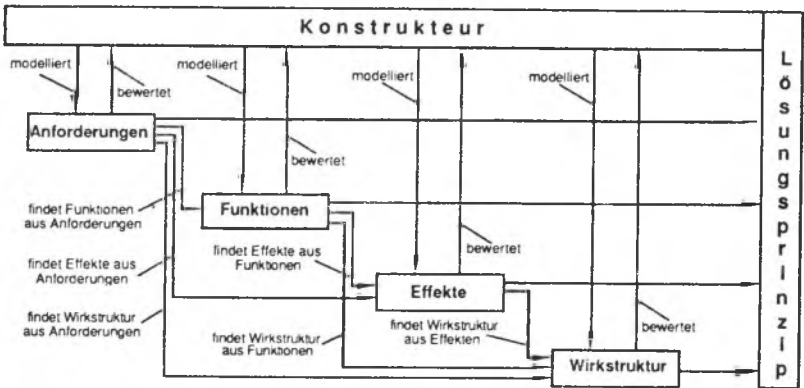 Konstrukteur
modelliert
bewertet
modelliert
bewertet
modelliert
bewertet
modelliert
bewertet
Anforderungen
findet Funktionen
aus Anforderungen
Funktionen
findet Effekte aus
Anforderungen
findet Effekte aus
Funktionen
Effekte
findet Wirkstruktur
aus Anforderungen
findet Wirkstruktur
aus Funktionen
findet Wirkstruktur
aus Effekten
Wirkstruktur
Lösungsprinzip